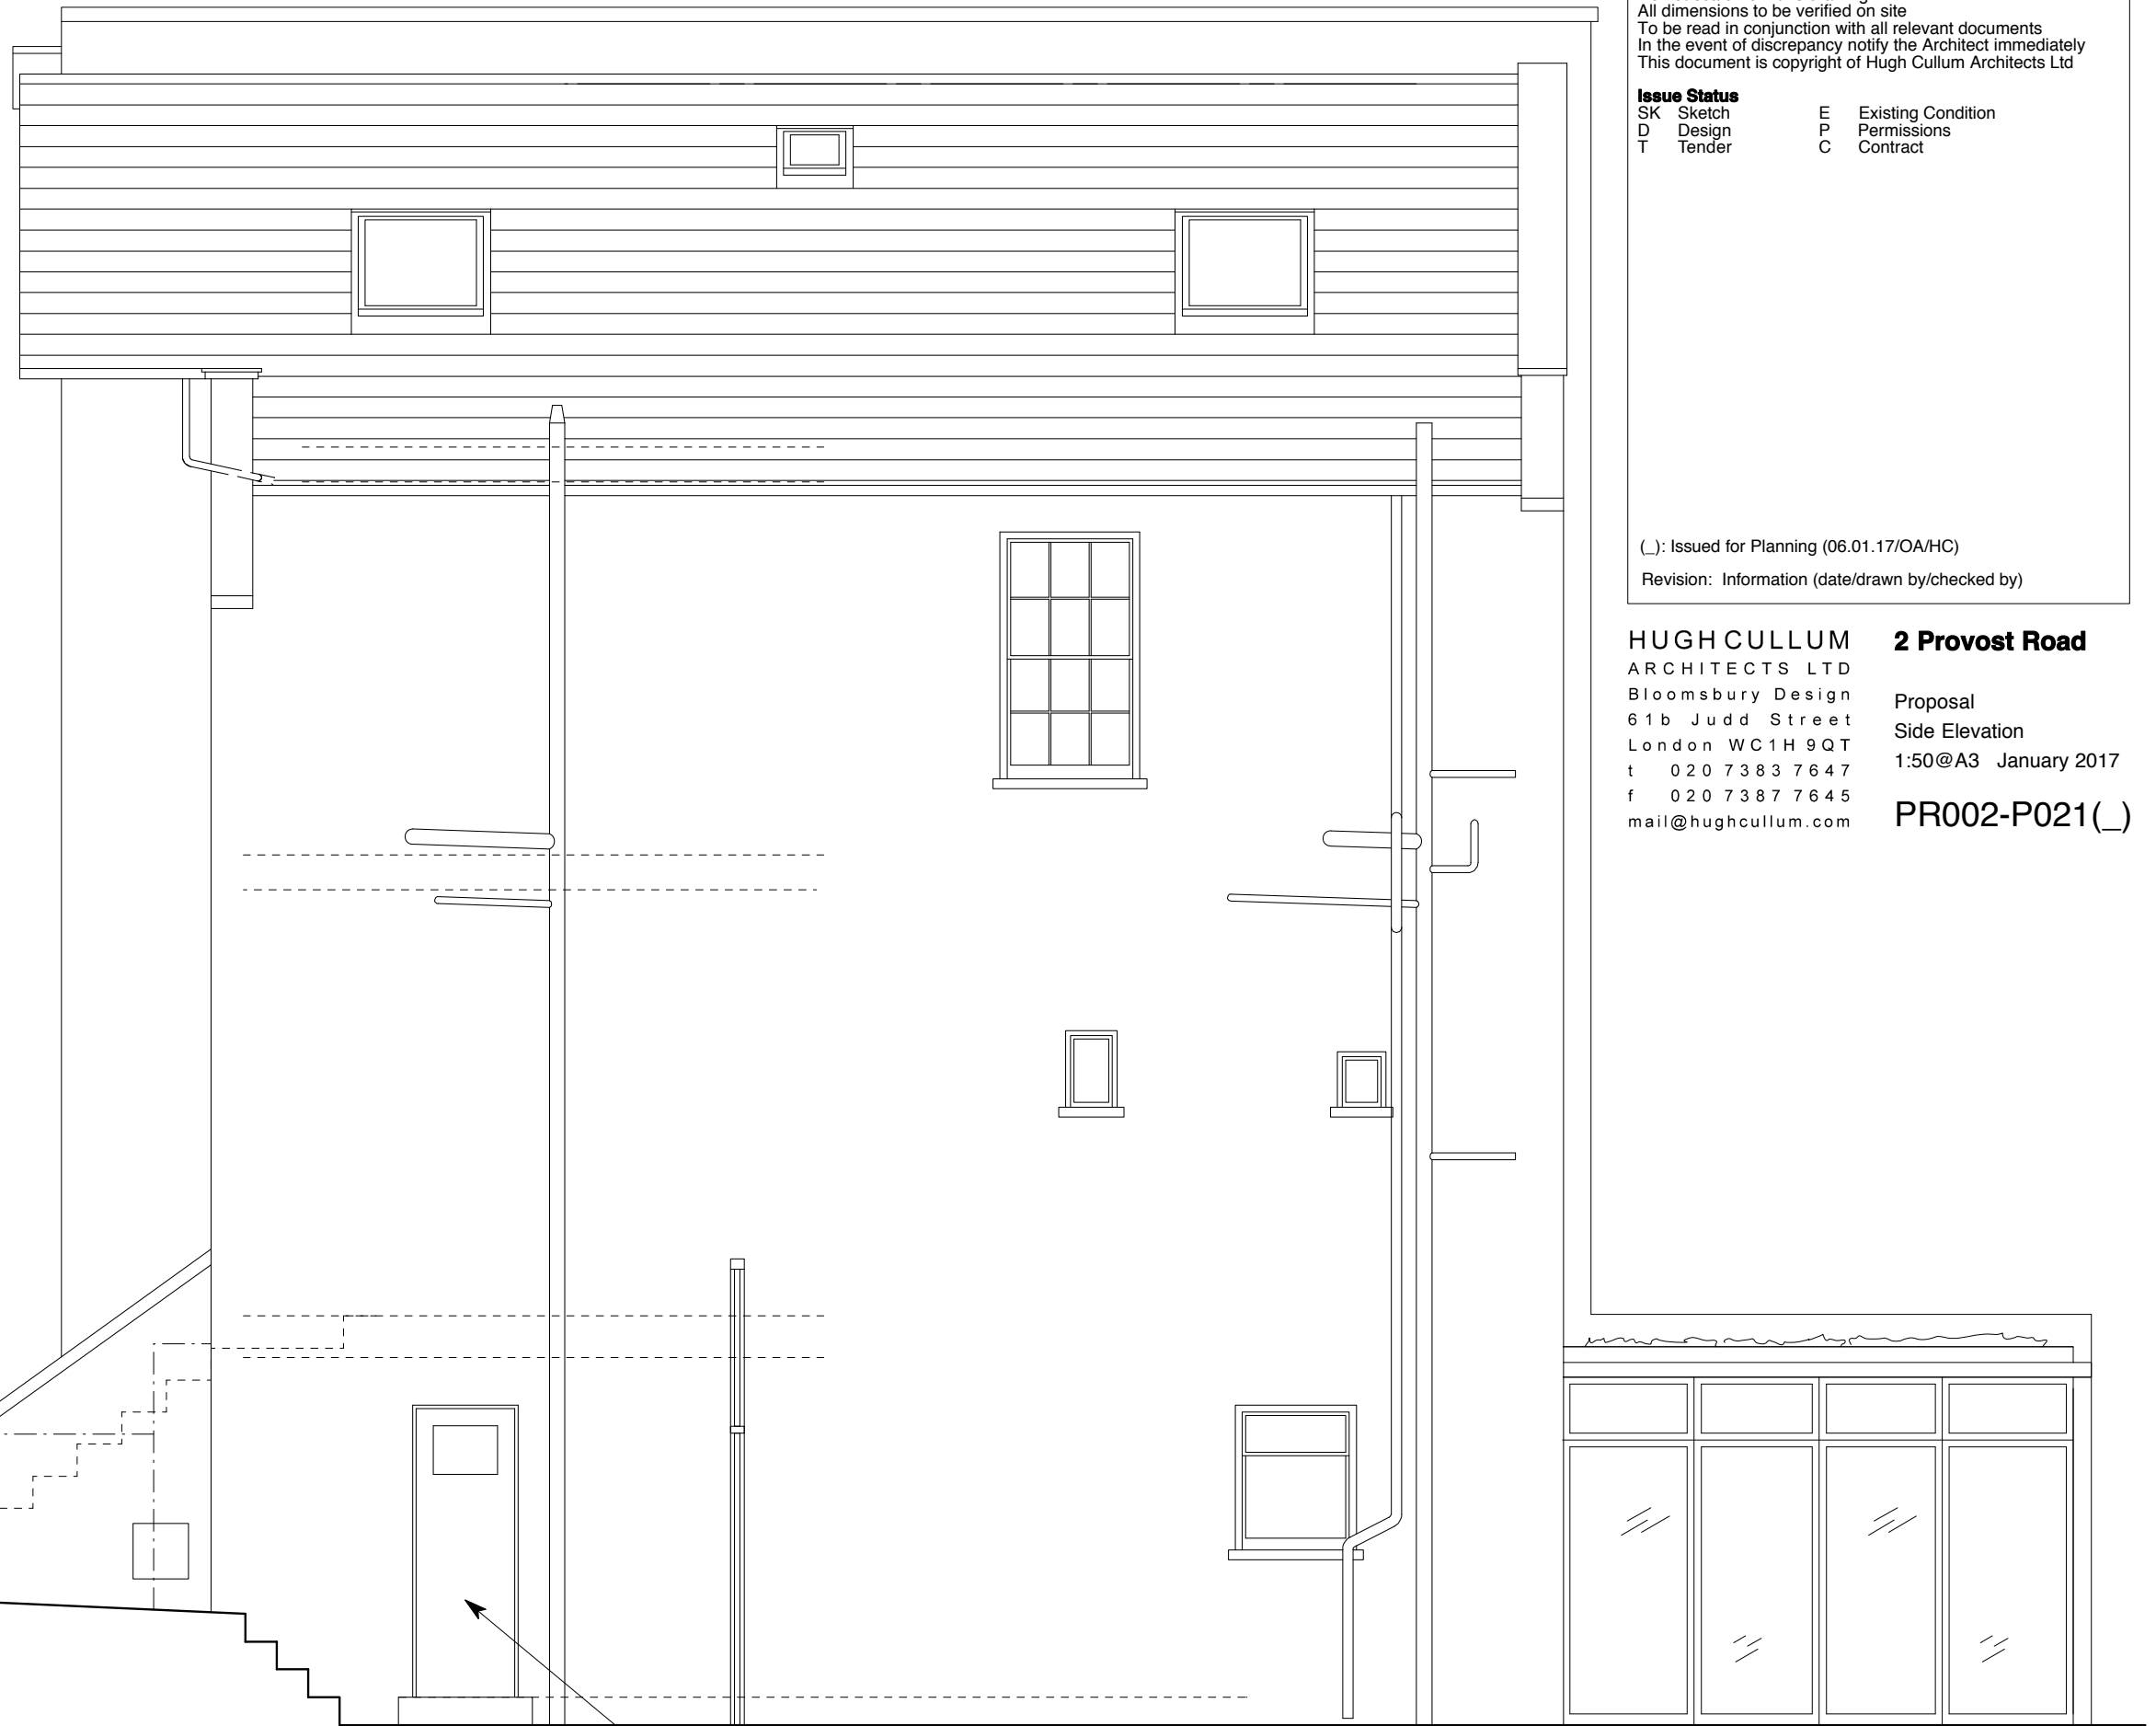 All dimensions to be verified on site
To be read in conjunction with all relevant documents
In the event of discrepancy notify the Architect immediately
This document is copyright of Hugh Cullum Architects Ltd
Issue Status
SK Sketch E Existing Condition
D Design P Permissions
T Tender C Contract
(_): Issued for Planning (06.01.17/OA/HC)
Revision: Information (date/drawn by/checked by)
HUGH CULLUM
ARCHITECTS LTD
Bloomsbury Design
61b Judd Street
London WC1H 9QT
t 020 7383 7647
f 020 7387 7645
mail@hughcullum.com
2 Provost Road
Proposal
Side Elevation
1:50@A3 January 2017
PR002-P021(_)